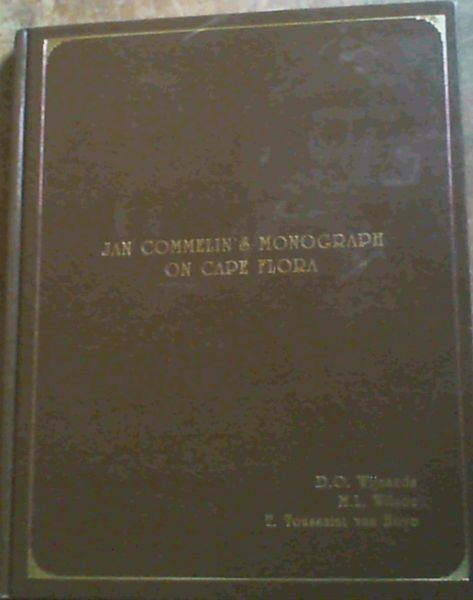 JAN COMMELIN'S MONOGRAPH
ON CAPE FLORA
D.O. Wijnands
M.L. Wilson
T. Toussaint van Hove